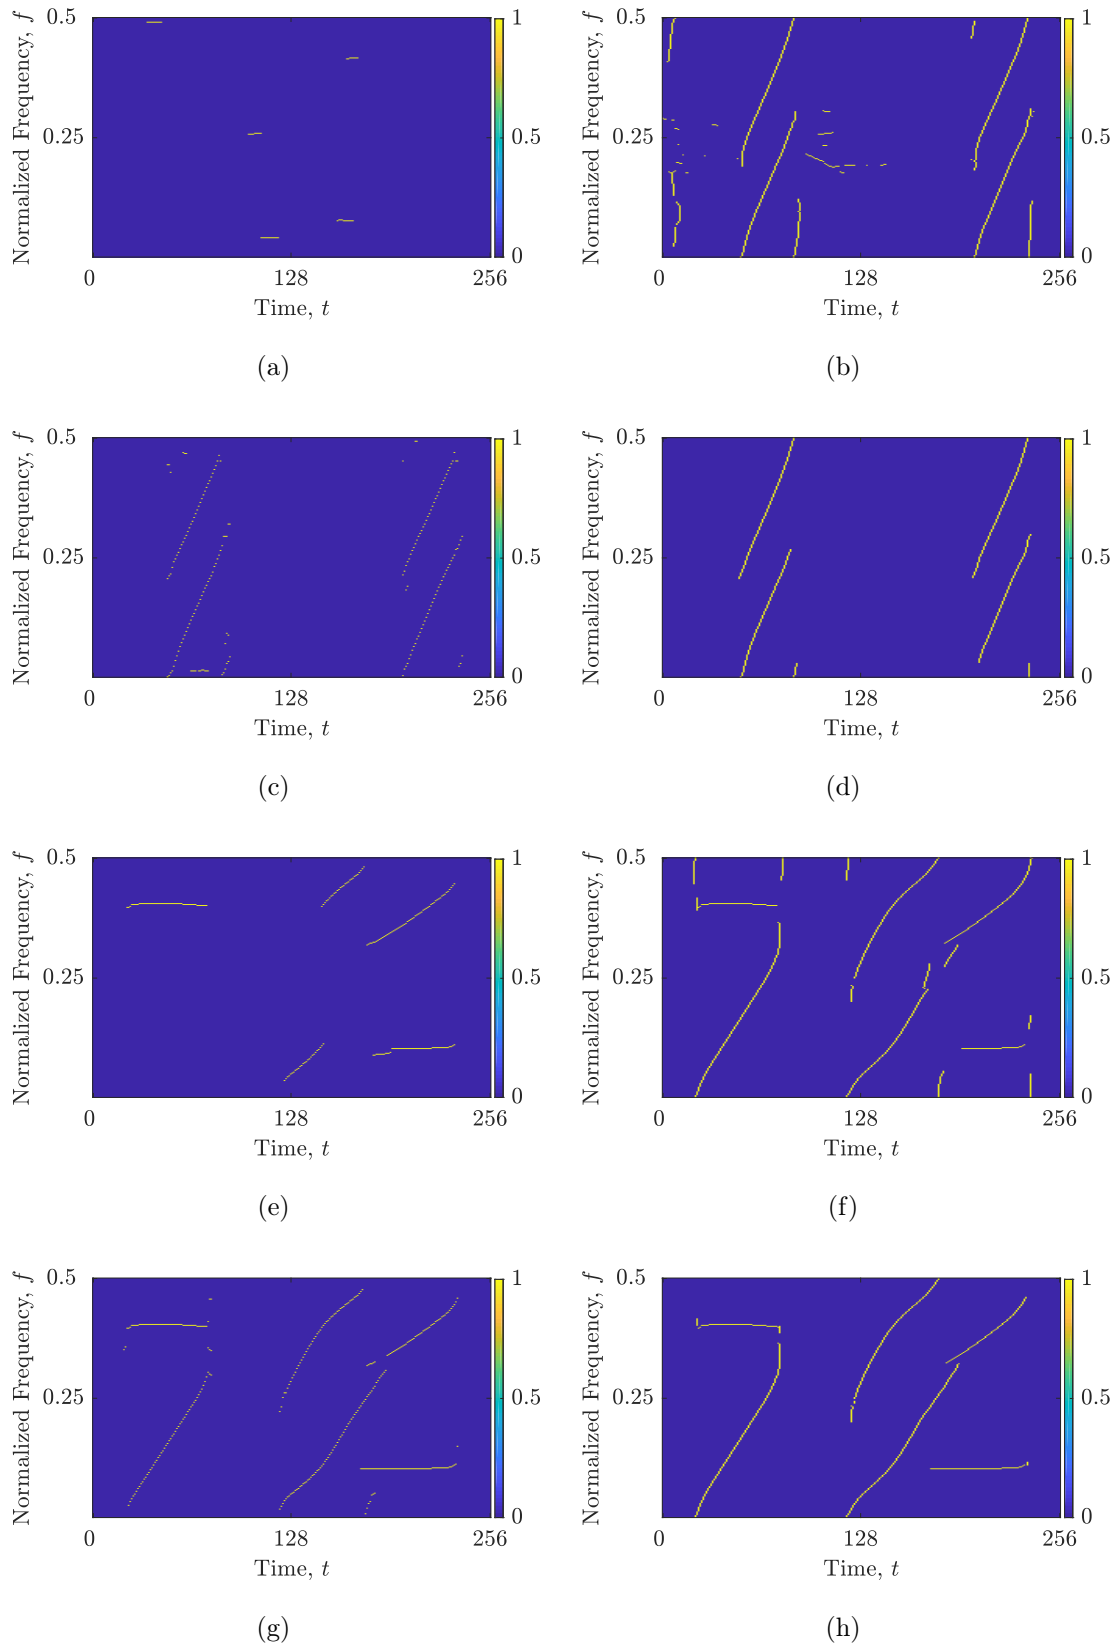 0.5 1 0.5 1
Normalized Frequency, f Normalized Frequency, f
0.25 0.5 0.25 0.5
0 0
0 128 256 0 128 256
Time, t Time, t
(a) (b)
0.5 1 0.5 1
Normalized Frequency, f Normalized Frequency, f
0.25 0.5 0.25 0.5
0 0
0 128 256 0 128 256
Time, t Time, t
(c) (d)
0.5 1 0.5 1
Normalized Frequency, f Normalized Frequency, f
0.25 0.5 0.25 0.5
0 0
0 128 256 0 128 256
Time, t Time, t
(e) (f)
0.5 1 0.5 1
Normalized Frequency, f Normalized Frequency, f
0.25 0.5 0.25 0.5
0 0
0 128 256 0 128 256
Time, t Time, t
(g) (h)